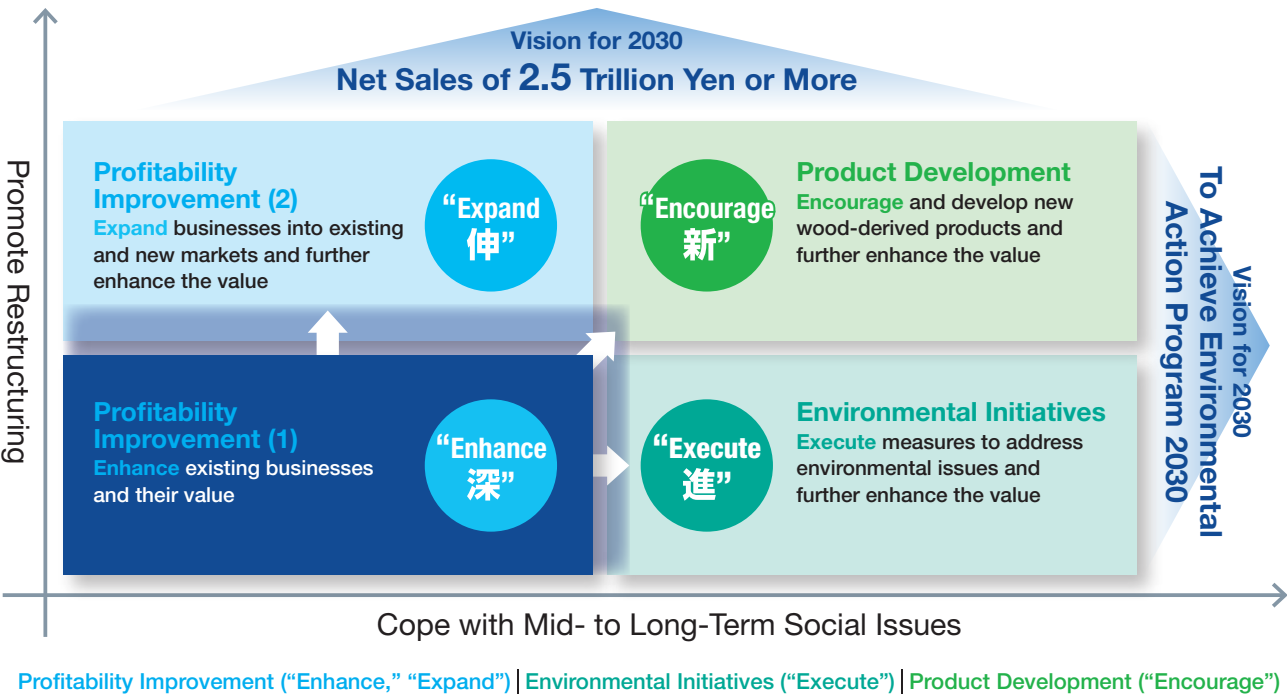 Vision for 2030
Net Sales of 2.5 Trillion Yen or More
Promote Restructuring
Profitability
Improvement (2)
Expand businesses into existing
and new markets and further
enhance the value
“Expand
伸”
“Encourage
新”
Product Development
Encourage and develop new
wood-derived products and
further enhance the value
Profitability
Improvement (1)
Enhance existing businesses
and their value
“Enhance
深”
“Execute
進”
Environmental Initiatives
Execute measures to address
environmental issues and
further enhance the value
Vision for 2030
To Achieve Environmental
Action Program 2030
Cope with Mid- to Long-Term Social Issues
Profitability Improvement (“Enhance,” “Expand”) | Environmental Initiatives (“Execute”) | Product Development (“Encourage”)